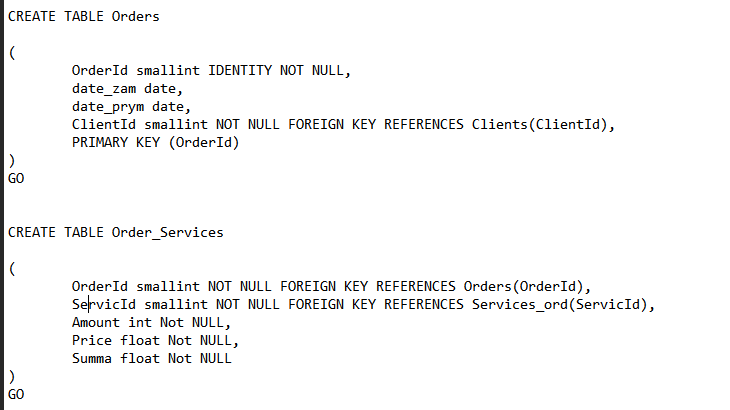 CREATE TABLE Orders
(
OrderId smallint IDENTITY NOT NULL,
date_zam date,
date_prym date,
ClientId smallint NOT NULL FOREIGN KEY REFERENCES Clients(ClientId),
PRIMARY KEY (OrderId)
)
GO
CREATE TABLE Order_Services
(
OrderId smallint NOT NULL FOREIGN KEY REFERENCES Orders(OrderId),
ServicId smallint NOT NULL FOREIGN KEY REFERENCES Services_ord(ServicId),
Amount int Not NULL,
Price float Not NULL,
Summa float Not NULL
)
GO